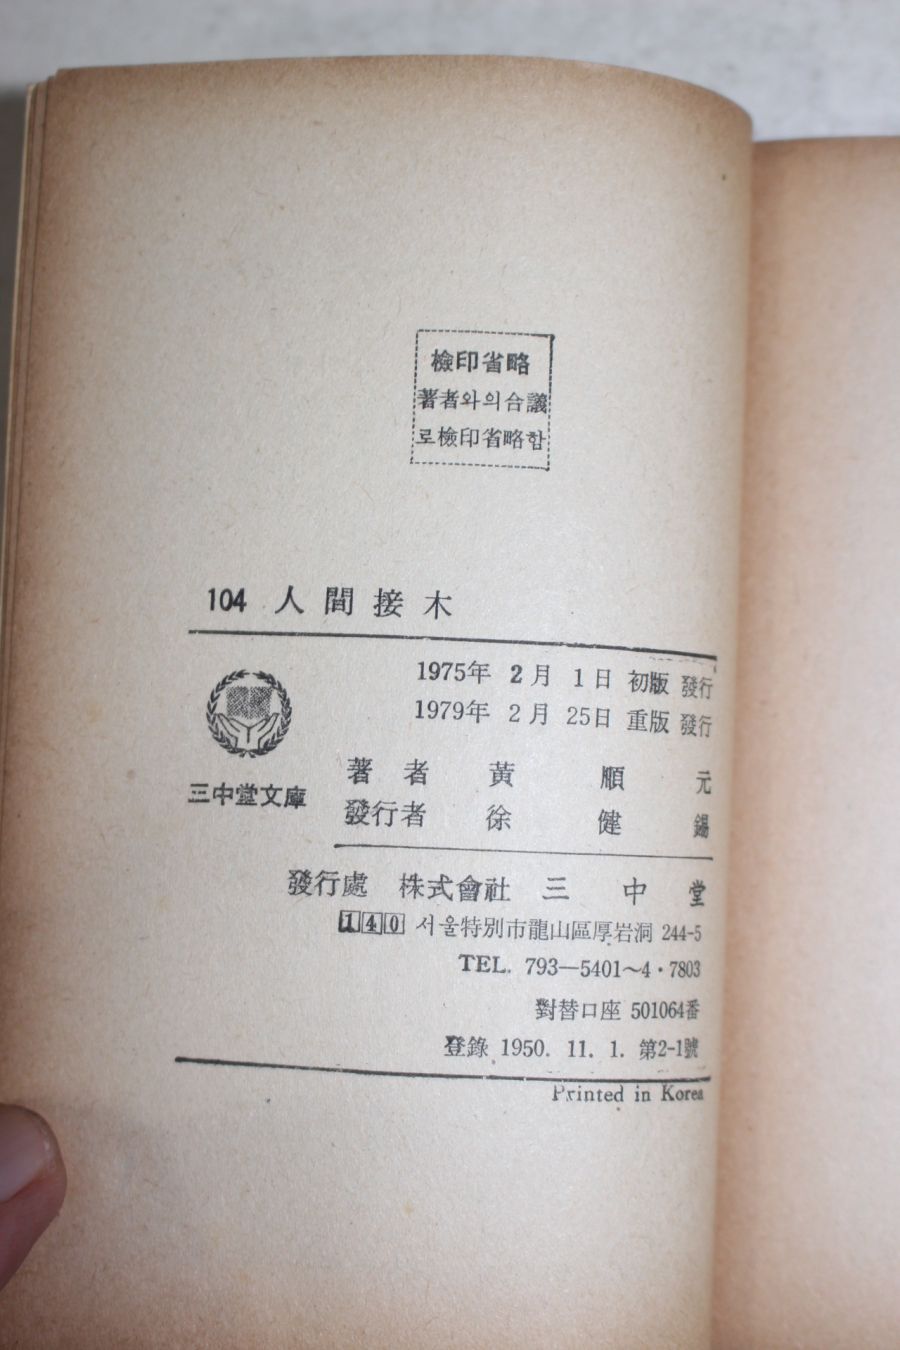 檢印省略
著者와의合議
로檢印省略함
104 人間接木
1975年 2月 1日 初版 發行
1979年 2月 25日 重版 發行
三中堂文庫
著者 黃順元
發行者 徐健錫
發行處 株式會社 三中堂
140 서울特別市龍山區厚岩洞 244-5
TEL. 793—5401~4・7803
對替口座 501064番
登錄 1950. 11. 1. 第2-1號
Printed in Korea